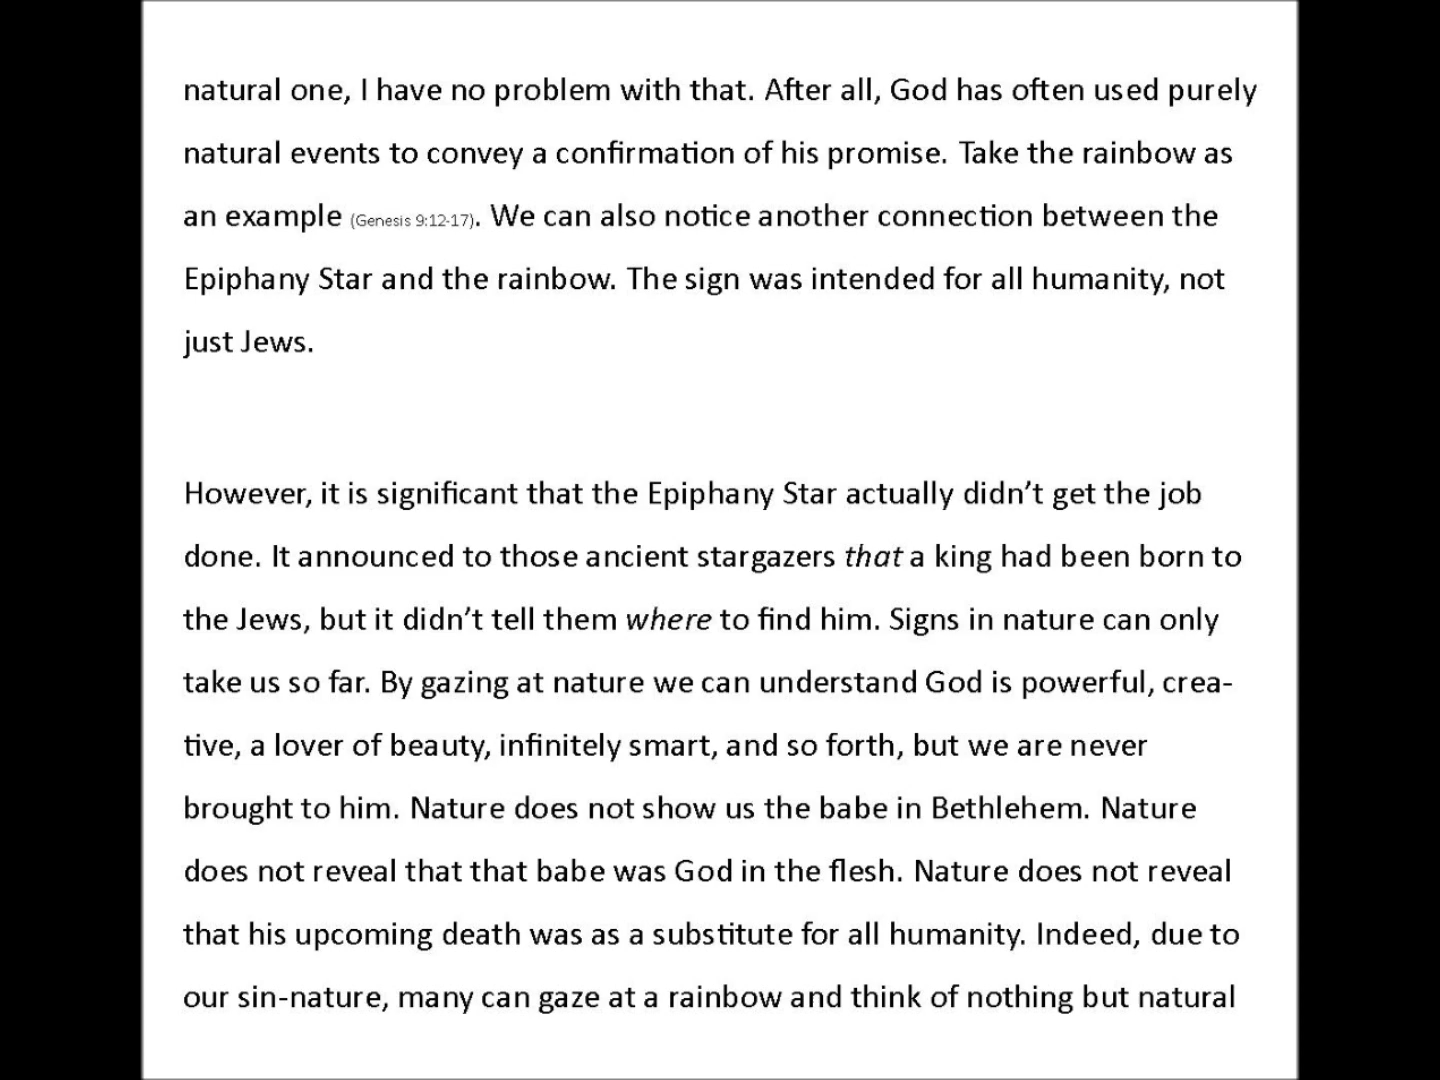 natural one, I have no problem with that. After all, God has often used purely
natural events to convey a confirmation of his promise. Take the rainbow as
an example (Genesis 9:12-17). We can also notice another connection between the
Epiphany Star and the rainbow. The sign was intended for all humanity, not
just Jews.
However, it is significant that the Epiphany Star actually didn’t get the job
done. It announced to those ancient stargazers that a king had been born to
the Jews, but it didn’t tell them where to find him. Signs in nature can only
take us so far. By gazing at nature we can understand God is powerful, crea-
tive, a lover of beauty, infinitely smart, and so forth, but we are never
brought to him. Nature does not show us the babe in Bethlehem. Nature
does not reveal that that babe was God in the flesh. Nature does not reveal
that his upcoming death was as a substitute for all humanity. Indeed, due to
our sin-nature, many can gaze at a rainbow and think of nothing but natural